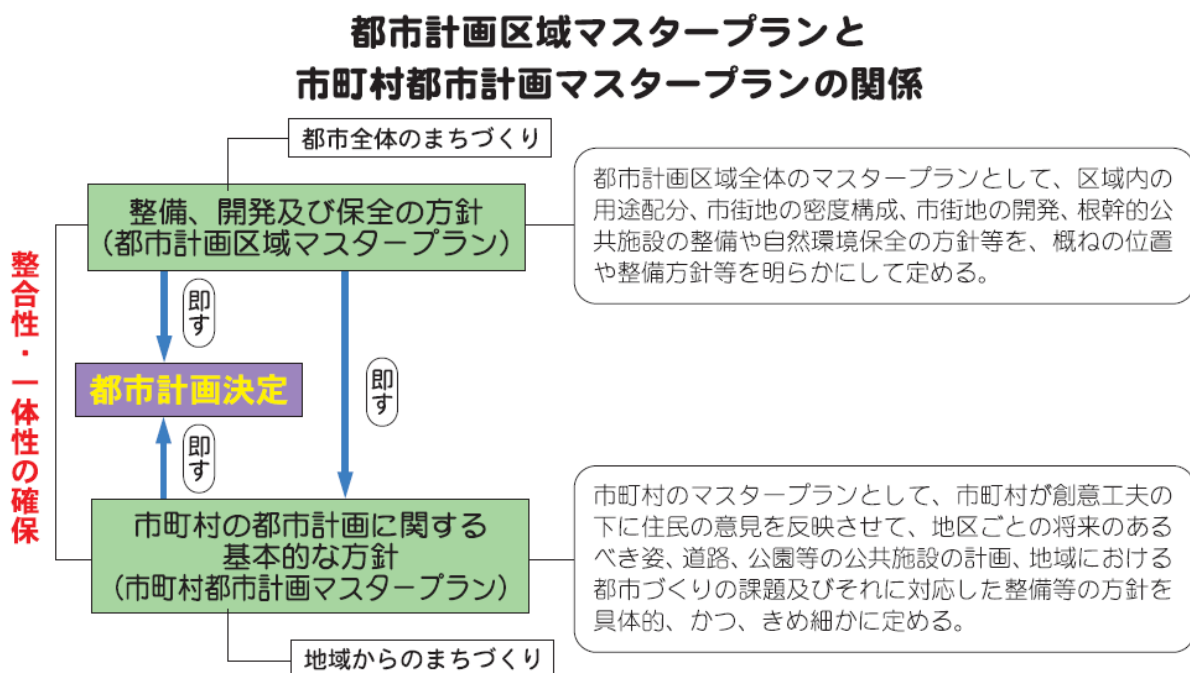 都市計画区域マスタープランと
市町村都市計画マスタープランの関係
都市全体のまちづくり
整備、開発及び保全の方針
（都市計画区域マスタープラン）
都市計画区域全体のマスタープランとして、区域内の
用途配分、市街地の密度構成、市街地の開発、根幹的公
共施設の整備や自然環境保全の方針等を、概ねの位置
や整備方針等を明らかにして定める。
整合性・一体性の確保
即す
都市計画決定
即す
即す
市町村の都市計画に関する
基本的な方針
（市町村都市計画マスタープラン）
市町村のマスタープランとして、市町村が創意工夫の
下に住民の意見を反映させて、地区ごとの将来のある
べき姿、道路、公園等の公共施設の計画、地域における
都市づくりの課題及びそれに対応した整備等の方針を
具体的、かつ、きめ細かに定める。
地域からのまちづくり